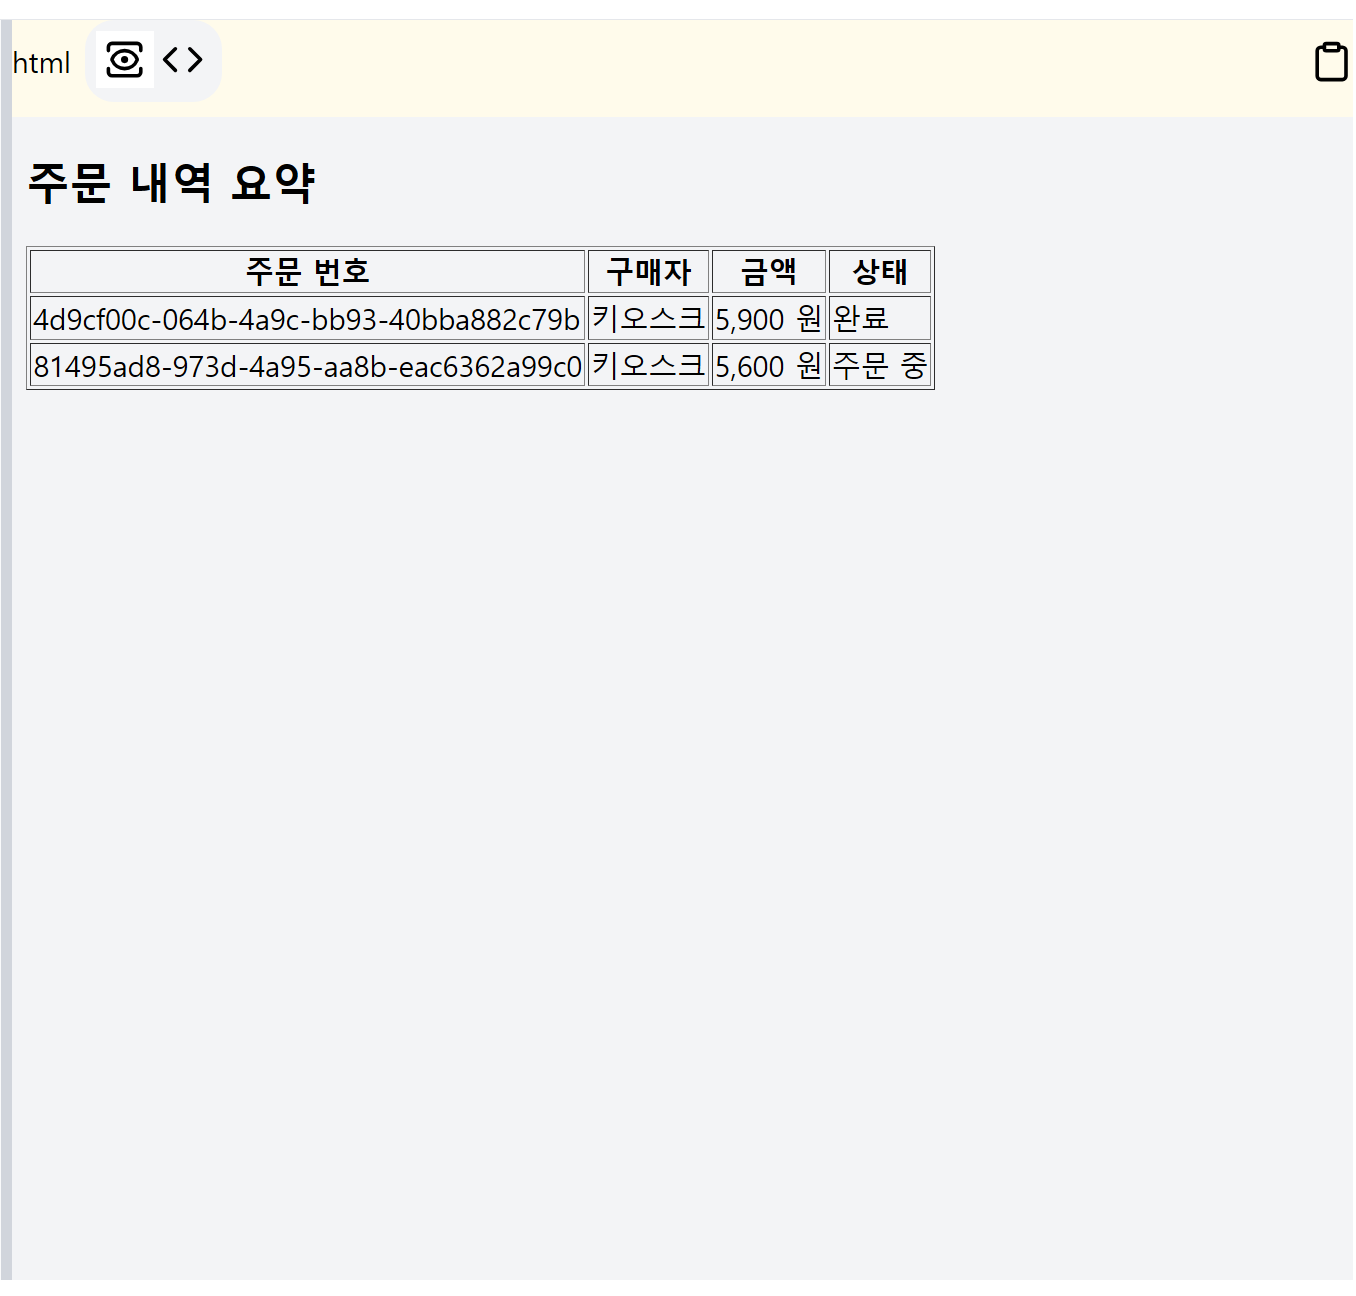 html
주문 내역 요약
주문 번호 구매자 금액 상태
4d9cf00c-064b-4a9c-bb93-40bba882c79b 키오스크 5,900 원 완료
81495ad8-973d-4a95-aa8b-eac6362a99c0 키오스크 5,600 원 주문 중